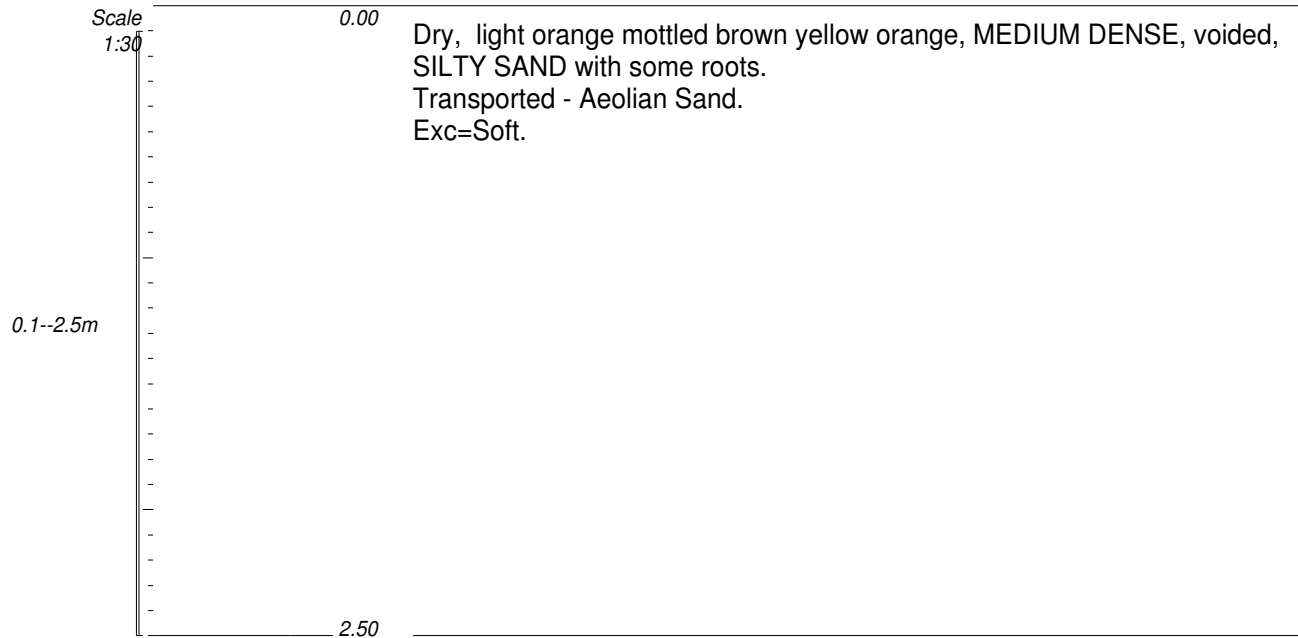 Scale
1:30
0.00
Dry, light orange mottled brown yellow orange, MEDIUM DENSE, voided,
SILTY SAND with some roots.
Transported - Aeolian Sand.
Exc=Soft.
0.1--2.5m
2.50